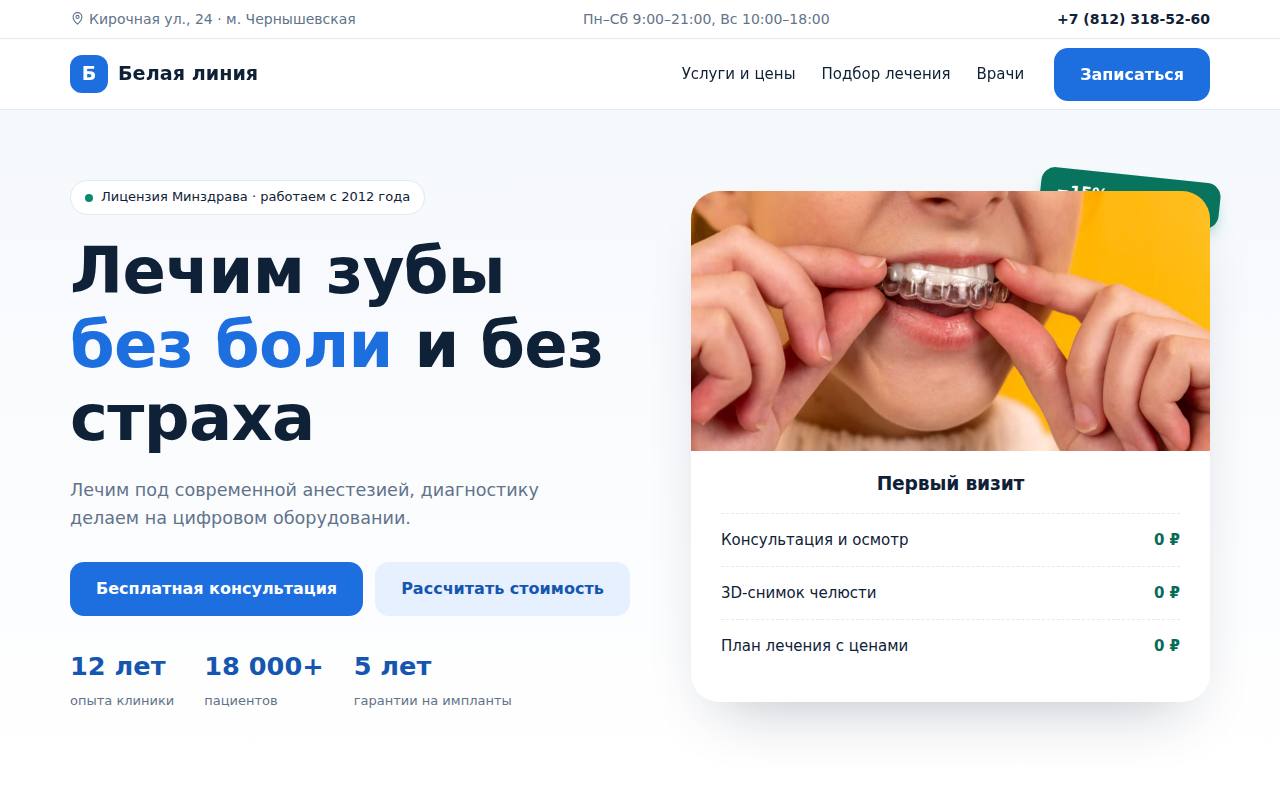 Кирочная ул., 24 · м. Чернышевская
Пн–Сб 9:00–21:00, Вс 10:00–18:00
+7 (812) 318-52-60
Б
Белая линия
Услуги и цены
Подбор лечения
Врачи
Записаться
Лицензия Минздрава · работаем с 2012 года
Лечим зубы
без боли и без
страха
Лечим под современной анестезией, диагностику
делаем на цифровом оборудовании.
Бесплатная консультация
Рассчитать стоимость
12 лет
опыта клиники
18 000+
пациентов
5 лет
гарантии на импланты
−15%
Первый визит
Консультация и осмотр
0 ₽
3D-снимок челюсти
0 ₽
План лечения с ценами
0 ₽